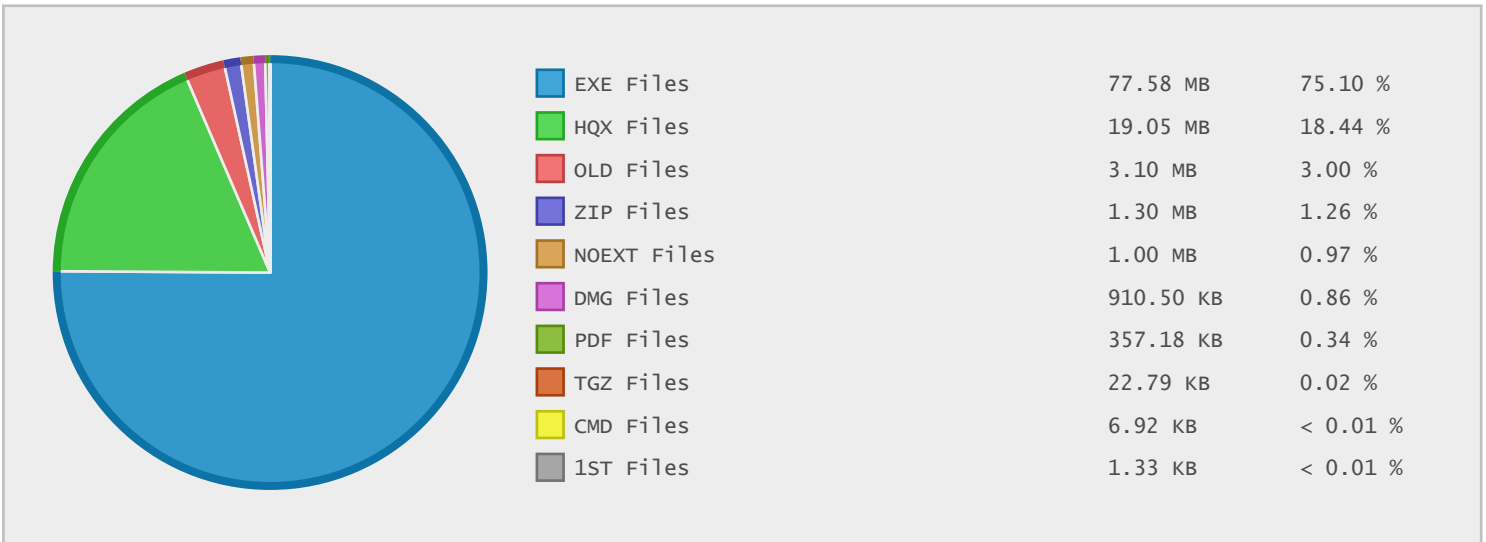 EXE Files 77.58 MB 75.10 %
HQX Files 19.05 MB 18.44 %
OLD Files 3.10 MB 3.00 %
ZIP Files 1.30 MB 1.26 %
NOEXT Files 1.00 MB 0.97 %
DMG Files 910.50 KB 0.86 %
PDF Files 357.18 KB 0.34 %
TGZ Files 22.79 KB 0.02 %
CMD Files 6.92 KB < 0.01 %
1ST Files 1.33 KB < 0.01 %